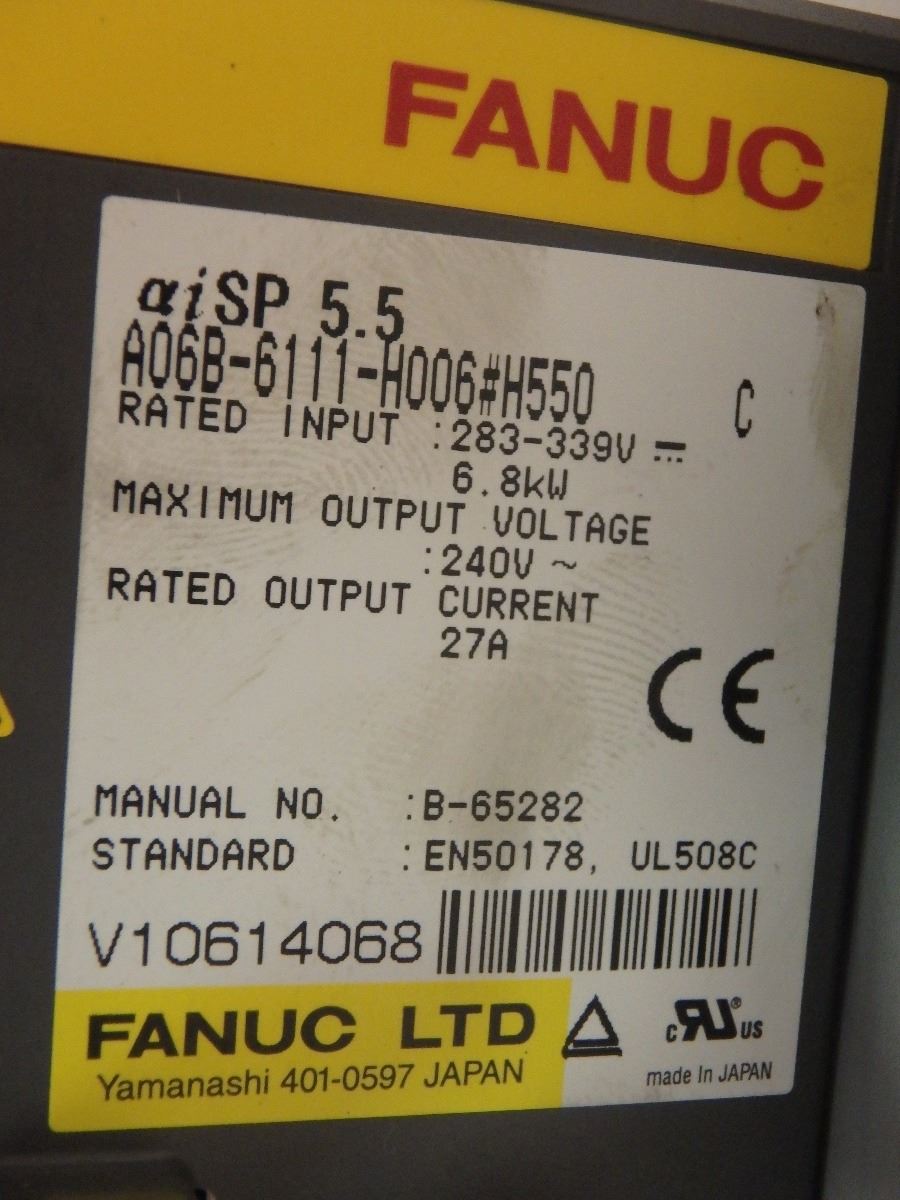 FANUC
αiSP 5.5
A06B-6111-H006#H550 C
RATED INPUT :283-339V ⎓
6.8kW
MAXIMUM OUTPUT VOLTAGE
:240V ~
RATED OUTPUT CURRENT
27A
CE
MANUAL NO. :B-65282
STANDARD :EN50178, UL508C
V10614068
FANUC LTD
Yamanashi 401-0597 JAPAN
c RU ® US
made In JAPAN